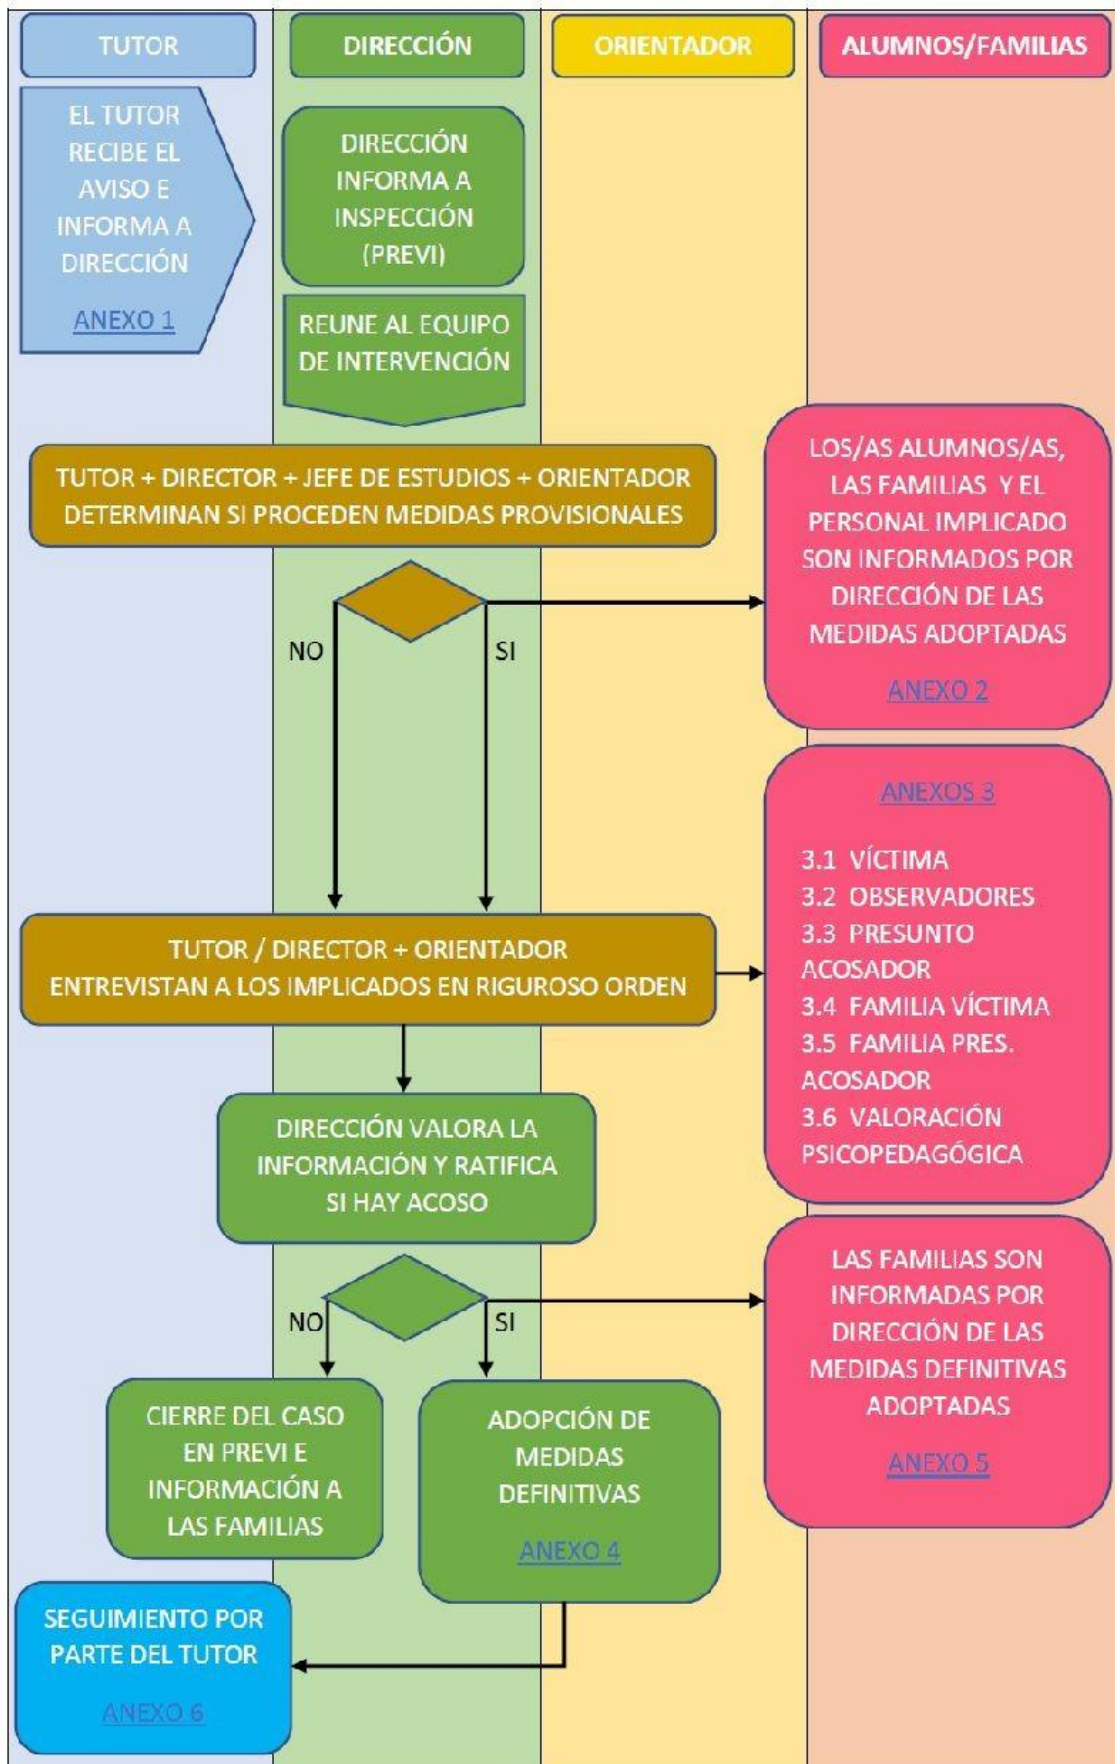 TUTOR
DIRECCIÓN
ORIENTADOR
ALUMNOS/FAMILIAS
EL TUTOR
RECIBE EL
AVISO E
INFORMA A
DIRECCIÓN
ANEXO 1
DIRECCIÓN
INFORMA A
INSPECCIÓN
(PREVI)
REUNE AL EQUIPO
DE INTERVENCIÓN
TUTOR + DIRECTOR + JEFE DE ESTUDIOS + ORIENTADOR
DETERMINAN SI PROCEDEN MEDIDAS PROVISIONALES
NO
SI
LOS/AS ALUMNOS/AS,
LAS FAMILIAS Y EL
PERSONAL IMPLICADO
SON INFORMADOS POR
DIRECCIÓN DE LAS
MEDIDAS ADOPTADAS
ANEXO 2
TUTOR / DIRECTOR + ORIENTADOR
ENTREVISTAN A LOS IMPLICADOS EN RIGUROSO ORDEN
ANEXOS 3
3.1 VÍCTIMA
3.2 OBSERVADORES
3.3 PRESUNTO
ACOSADOR
3.4 FAMILIA VÍCTIMA
3.5 FAMILIA PRES.
ACOSADOR
3.6 VALORACIÓN
PSICOPEDAGÓGICA
DIRECCIÓN VALORA LA
INFORMACIÓN Y RATIFICA
SI HAY ACOSO
NO
SI
LAS FAMILIAS SON
INFORMADAS POR
DIRECCIÓN DE LAS
MEDIDAS DEFINITIVAS
ADOPTADAS
ANEXO 5
CIERRE DEL CASO
EN PREVI E
INFORMACIÓN A
LAS FAMILIAS
ADOPCIÓN DE
MEDIDAS
DEFINITIVAS
ANEXO 4
SEGUIMIENTO POR
PARTE DEL TUTOR
ANEXO 6